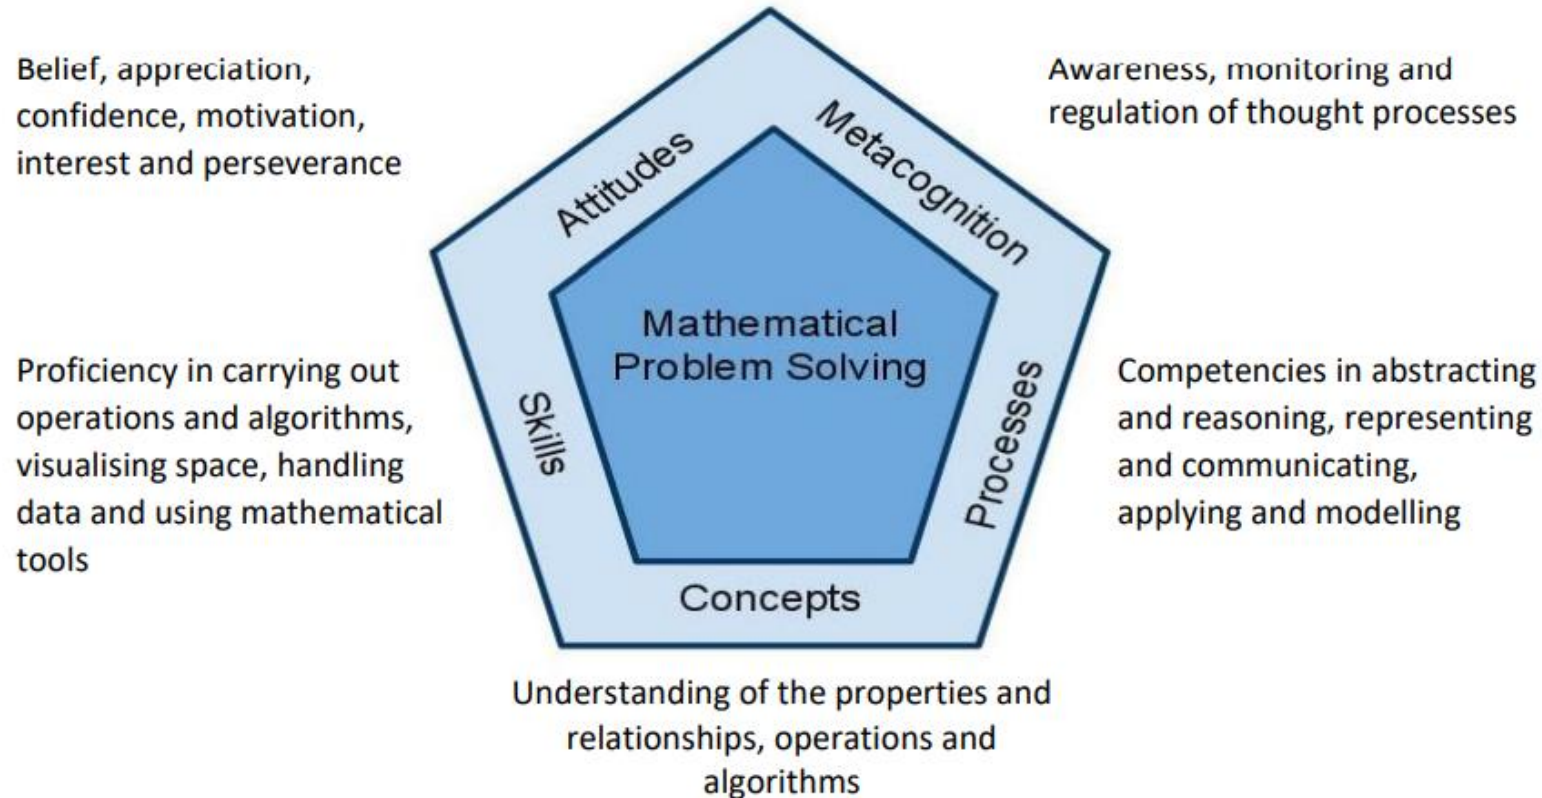 Belief, appreciation,
confidence, motivation,
interest and perseverance
Attitudes
Metacognition
Awareness, monitoring and
regulation of thought processes
Proficiency in carrying out
operations and algorithms,
visualising space, handling
data and using mathematical
tools
Skills
Mathematical
Problem Solving
Processes
Competencies in abstracting
and reasoning, representing
and communicating,
applying and modelling
Concepts
Understanding of the properties and
relationships, operations and
algorithms